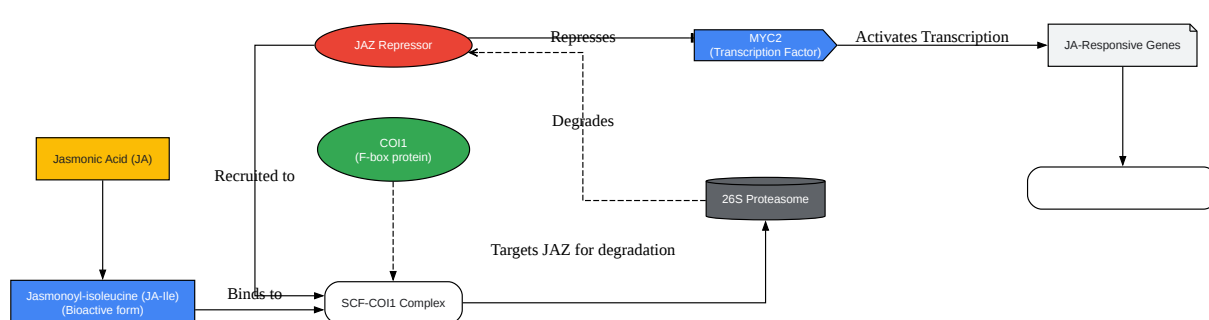 JAZ Repressor
Represses
MYC2
(Transcription Factor)
Activates Transcription
JA-Responsive Genes
Degrades
COI1
(F-box protein)
Jasmonic Acid (JA)
Recruited to
26S Proteasome
Targets JAZ for degradation
Jasmonoyl-isoleucine (JA-Ile)
(Bioactive form)
Binds to
SCF-COI1 Complex